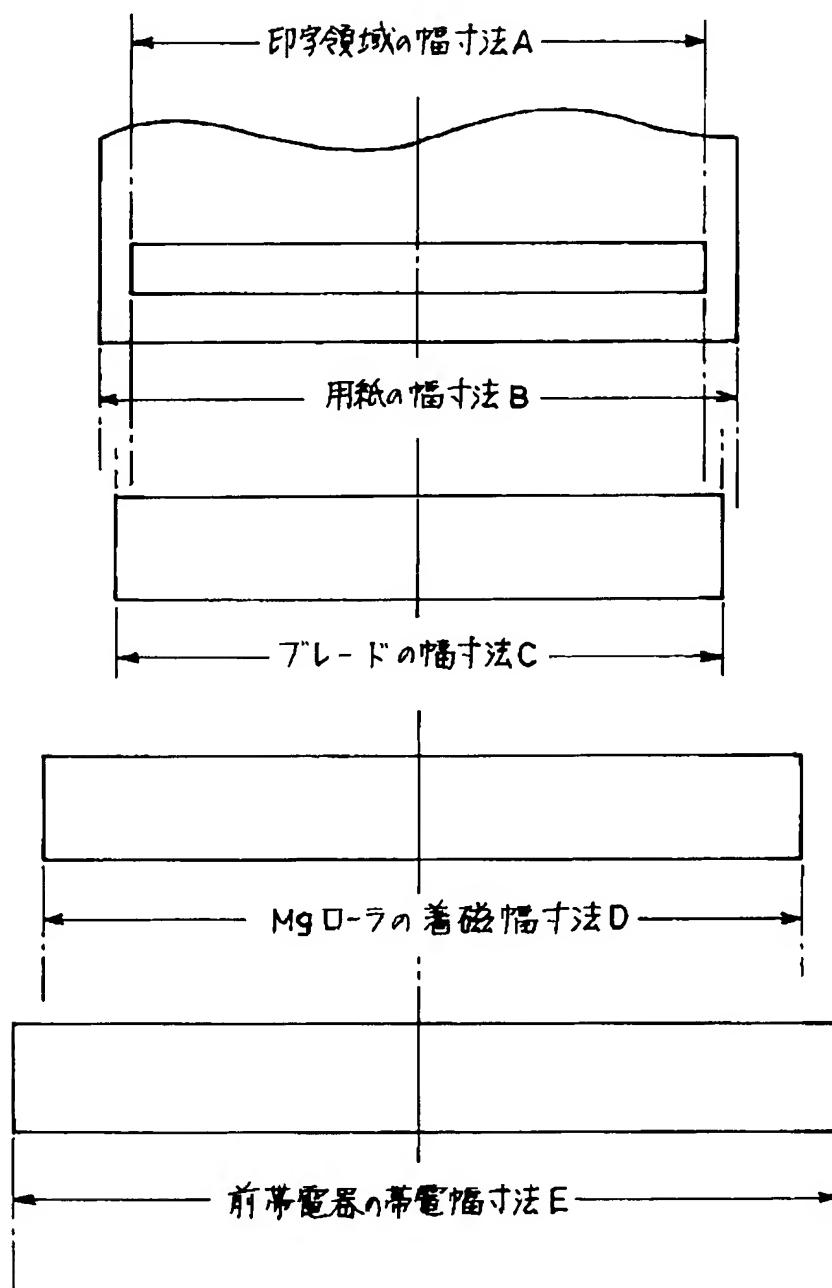 印字領域の幅寸法A
用紙の幅寸法B
ブレードの幅寸法C
Mgローラの着磁幅寸法D
前帯電器の帯電幅寸法E